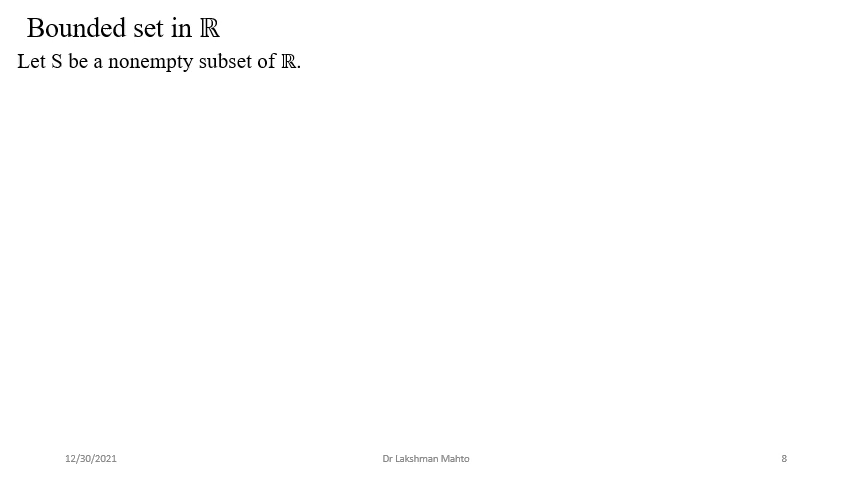 Bounded set in ℝ
Let S be a nonempty subset of ℝ.
12/30/2021
Dr Lakshman Mahto
8